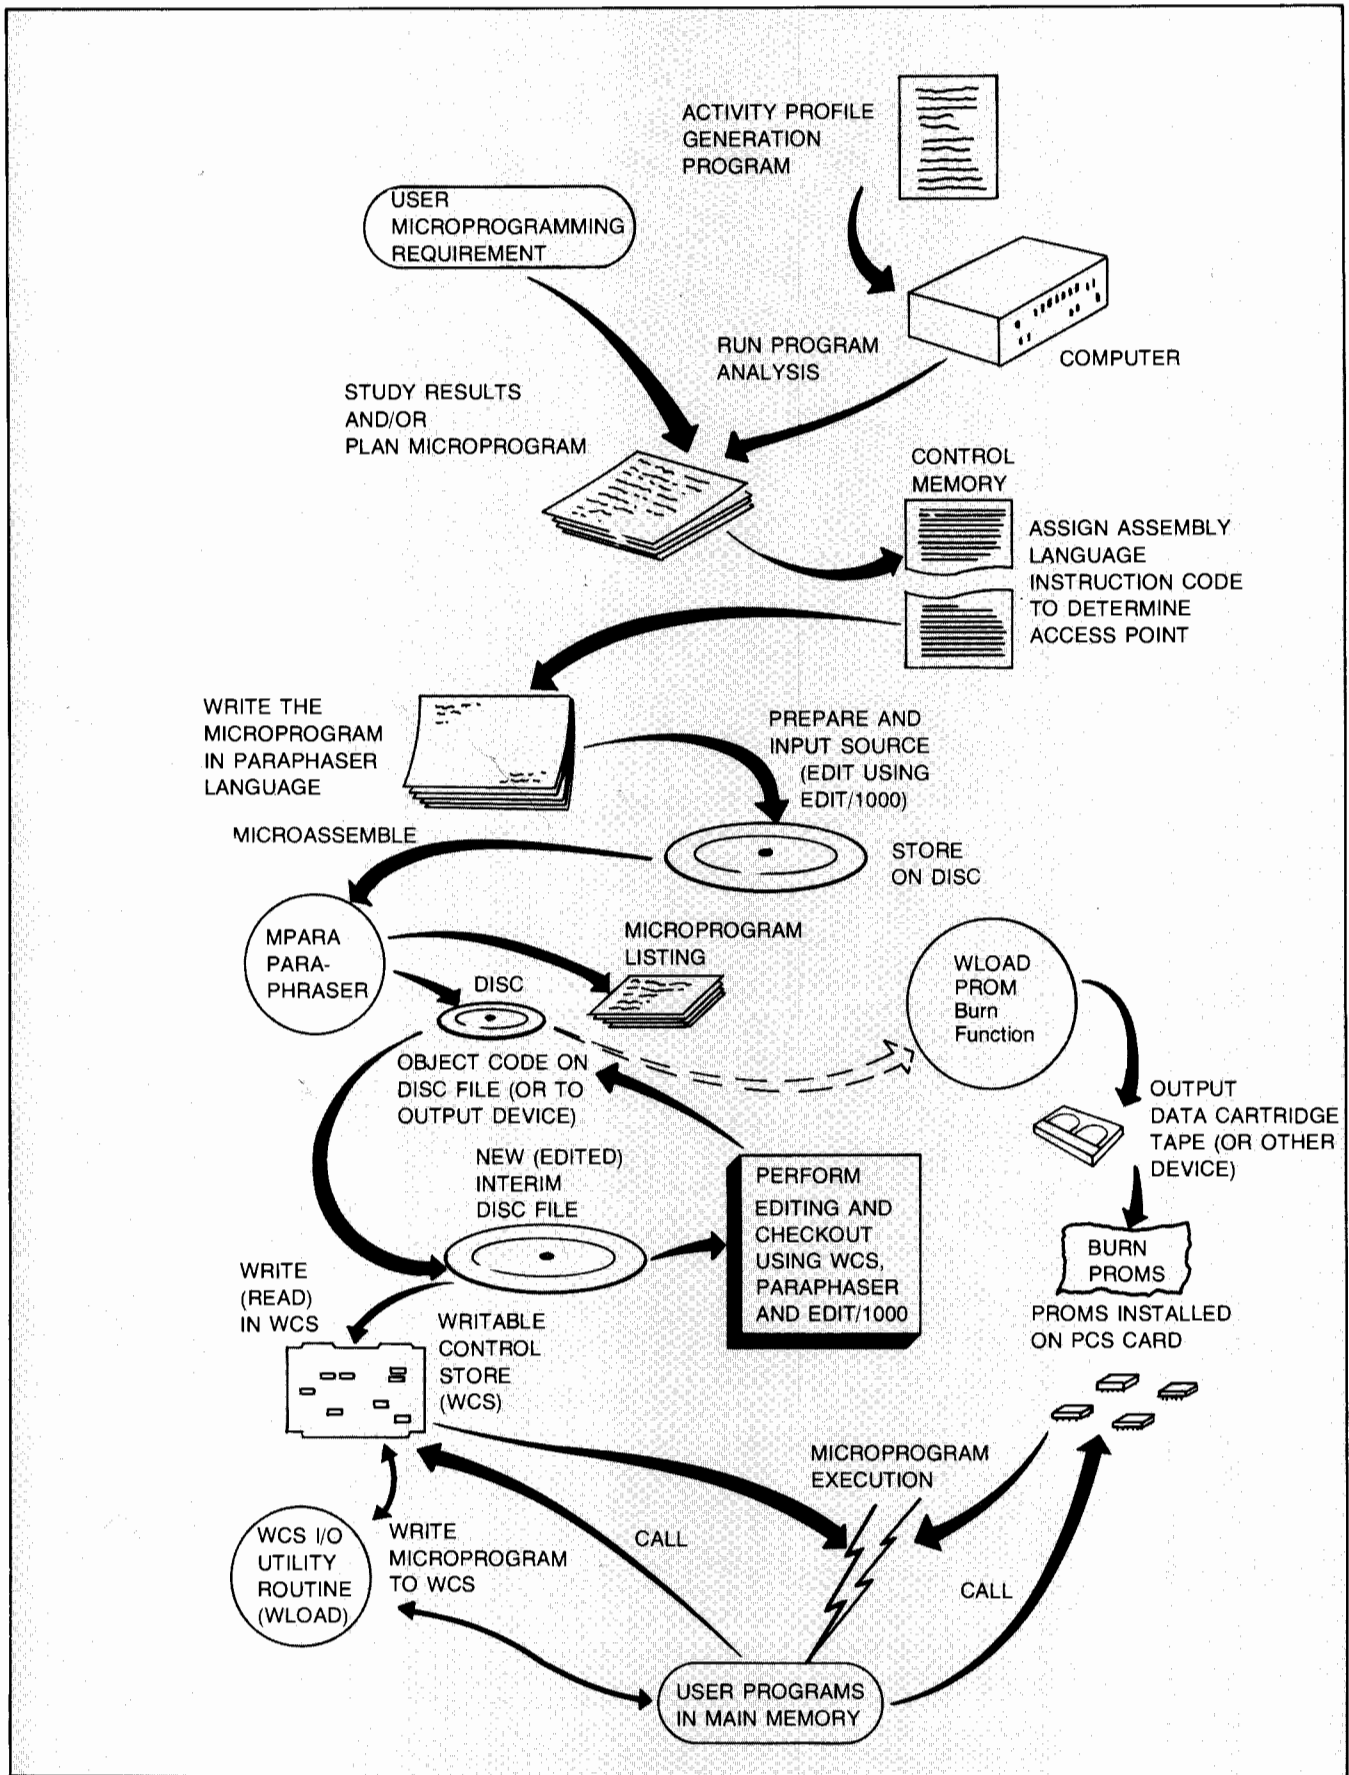 ACTIVITY PROFILE
GENERATION
PROGRAM
USER
MICROPROGRAMMING
REQUIREMENT
RUN PROGRAM
ANALYSIS
COMPUTER
STUDY RESULTS
AND/OR
PLAN MICROPROGRAM
CONTROL
MEMORY
ASSIGN ASSEMBLY
LANGUAGE
INSTRUCTION CODE
TO DETERMINE
ACCESS POINT
WRITE THE
MICROPROGRAM
IN PARAPHASER
LANGUAGE
PREPARE AND
INPUT SOURCE
(EDIT USING
EDIT/1000)
MICROASSEMBLE
STORE
ON DISC
MPARA
PARA-
PHRASER
MICROPROGRAM
LISTING
DISC
WLOAD
PROM
Burn
Function
OBJECT CODE ON
DISC FILE (OR TO
OUTPUT DEVICE)
OUTPUT
DATA CARTRIDGE
TAPE (OR OTHER
DEVICE)
NEW (EDITED)
INTERIM
DISC FILE
PERFORM
EDITING AND
CHECKOUT
USING WCS,
PARAPHASER
AND EDIT/1000
BURN
PROMS
PROMS INSTALLED
ON PCS CARD
WRITE
(READ)
IN WCS
WRITABLE
CONTROL
STORE
(WCS)
MICROPROGRAM
EXECUTION
WCS I/O
UTILITY
ROUTINE
(WLOAD)
WRITE
MICROPROGRAM
TO WCS
CALL
CALL
USER PROGRAMS
IN MAIN MEMORY